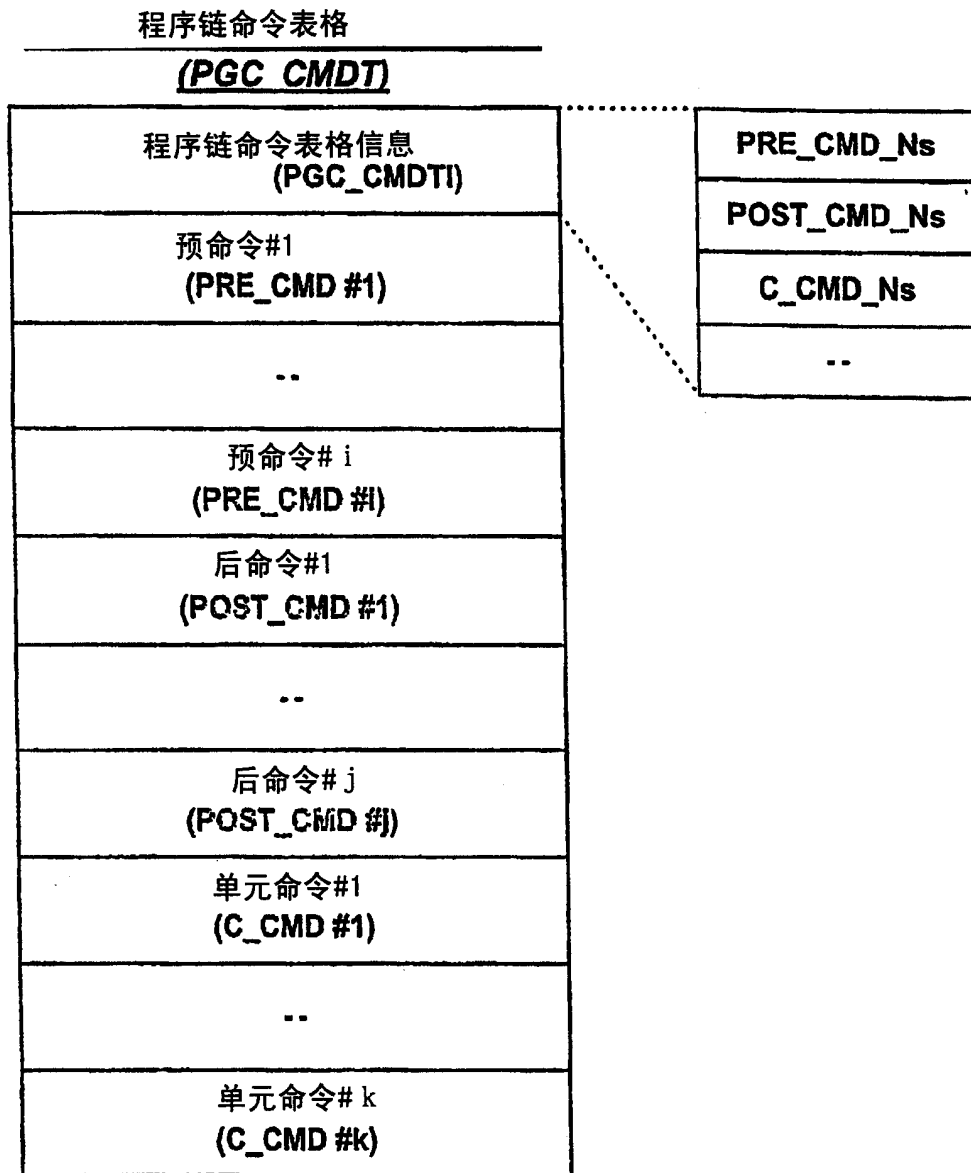 程序链命令表格
(PGC_CMDT)
程序链命令表格信息
(PGC_CMDTI)
预命令#1
(PRE_CMD #1)
--
预命令# i
(PRE_CMD #i)
后命令#1
(POST_CMD #1)
--
后命令# j
(POST_CMD #j)
单元命令#1
(C_CMD #1)
--
单元命令# k
(C_CMD #k)
PRE_CMD_Ns
POST_CMD_Ns
C_CMD_Ns
--